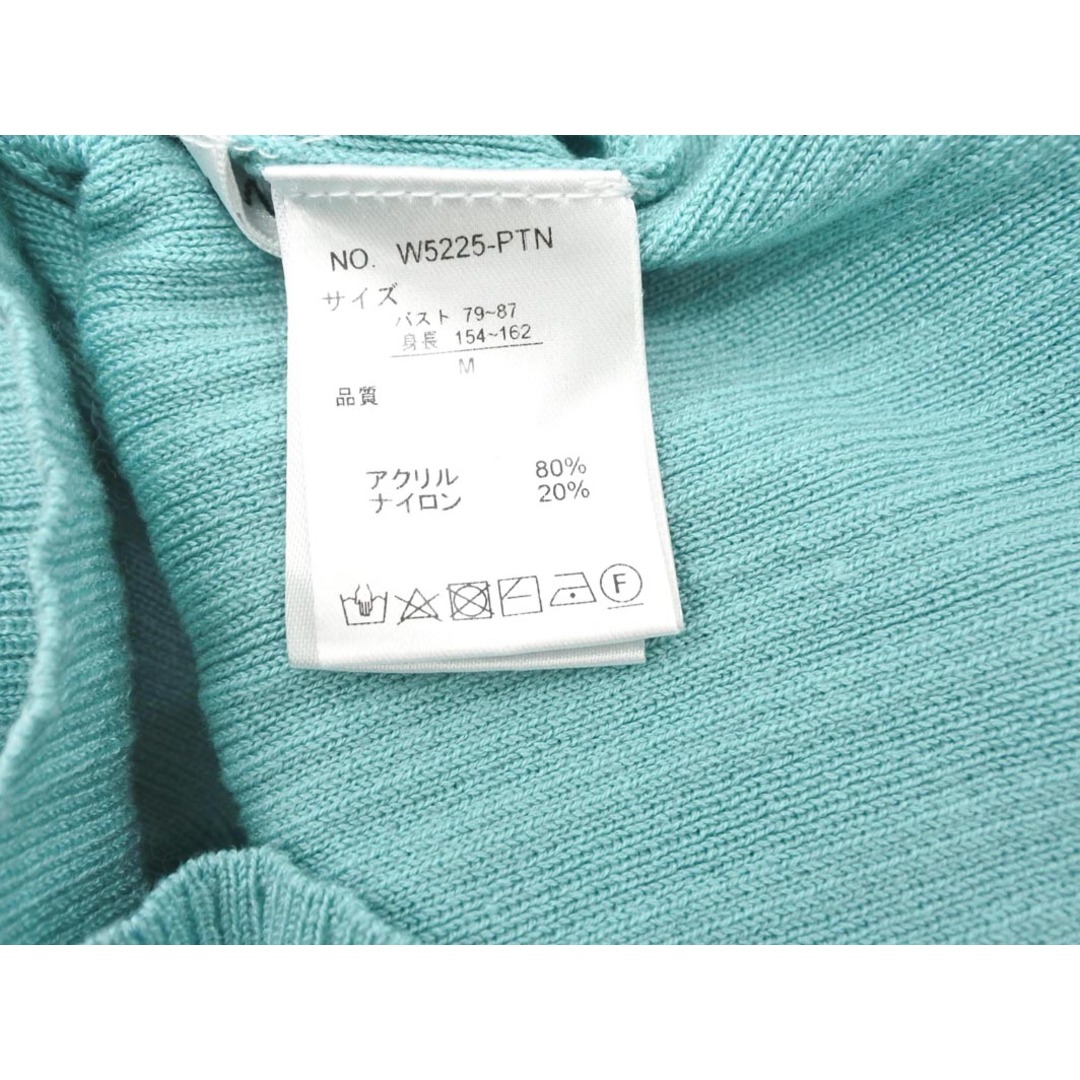 NO. W5225-PTN
サイズ
バスト 79~87
身長 154~162
M
品質
アクリル 80%
ナイロン 20%
F